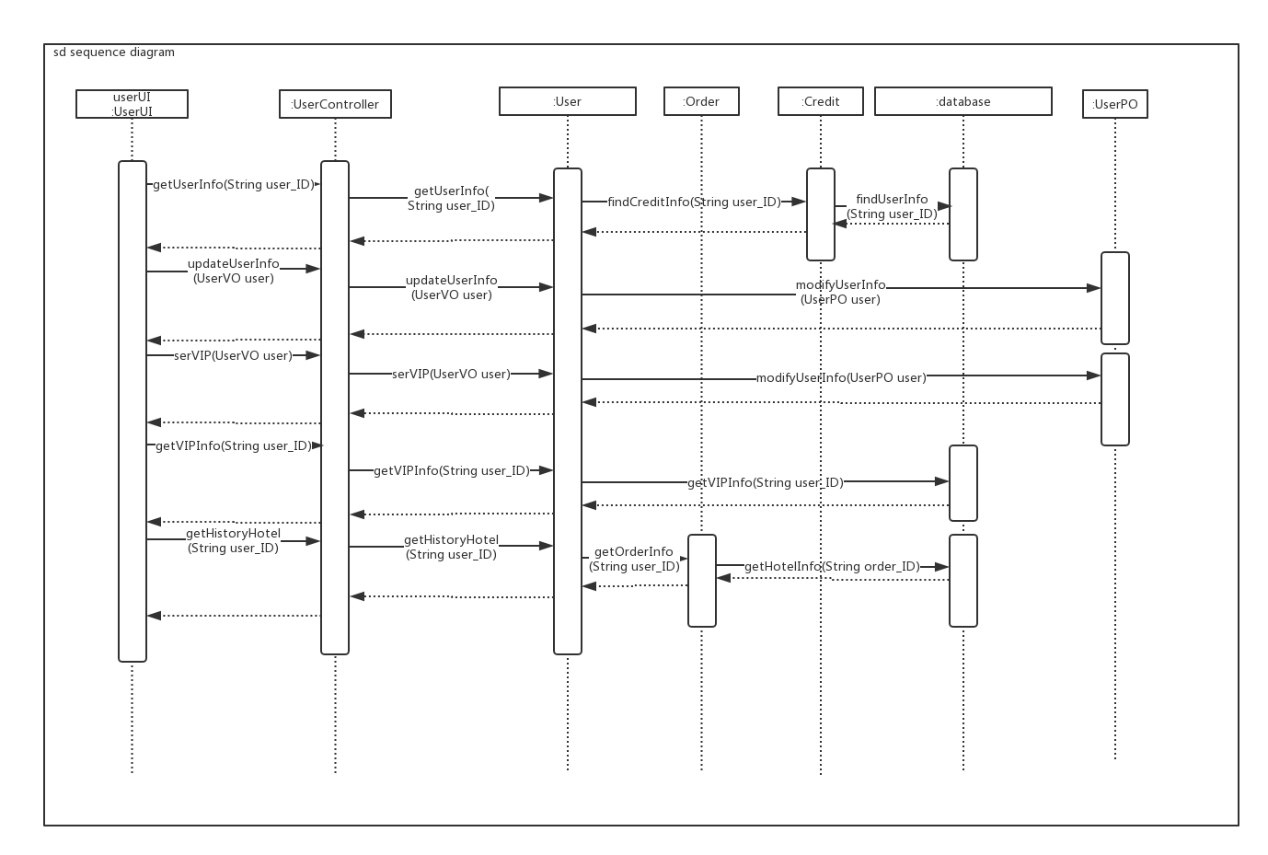 sd sequence diagram
userUI
:UserUI
:UserController
:User
:Order
:Credit
:database
:UserPO
getUserInfo(String user_ID)
getUserInfo(
String user_ID)
findCreditInfo(String user_ID)
findUserInfo
(String user_ID)
updateUserInfo
(UserVO user)
updateUserInfo
(UserVO user)
modifyUserInfo
(UserPO user)
serVIP(UserVO user)
serVIP(UserVO user)
modifyUserInfo(UserPO user)
getVIPInfo(String user_ID)
getVIPInfo(String user_ID)
getVIPInfo(String user_ID)
getHistoryHotel
(String user_ID)
getHistoryHotel
(String user_ID)
getOrderInfo
(String user_ID)
getHotelInfo(String order_ID)